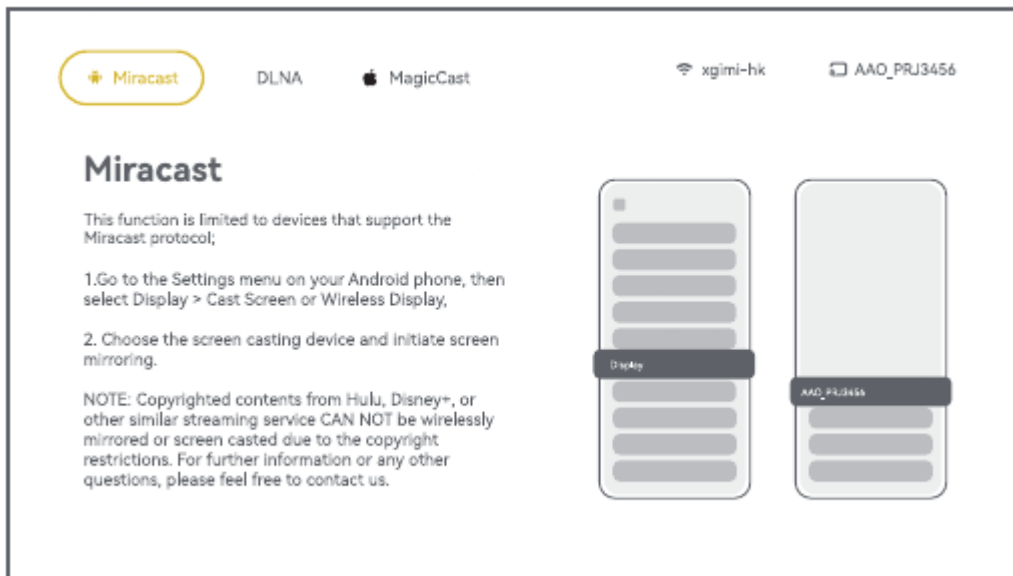 Miracast
DLNA
MagicCast
xgimi-hk
AAO_PRJ3456
Miracast
This function is limited to devices that support the
Miracast protocol;
1.Go to the Settings menu on your Android phone, then
select Display > Cast Screen or Wireless Display,
2. Choose the screen casting device and initiate screen
mirroring.
NOTE: Copyrighted contents from Hulu, Disney+, or
other similar streaming service CAN NOT be wirelessly
mirrored or screen casted due to the copyright
restrictions. For further information or any other
questions, please feel free to contact us.
Display
AAO_PRJ3456